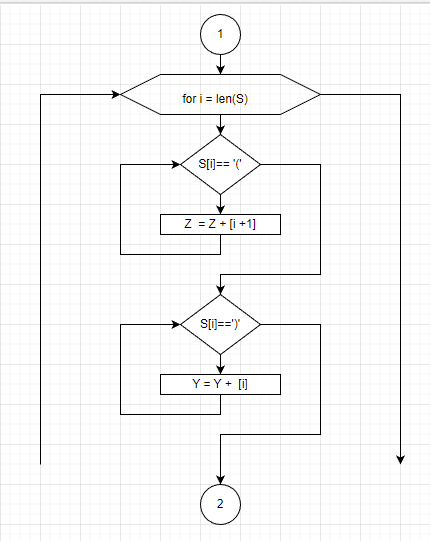 1
for i = len(S)
S[i]== '('
Z = Z + [i +1]
S[i]==')'
Y = Y + [i]
2